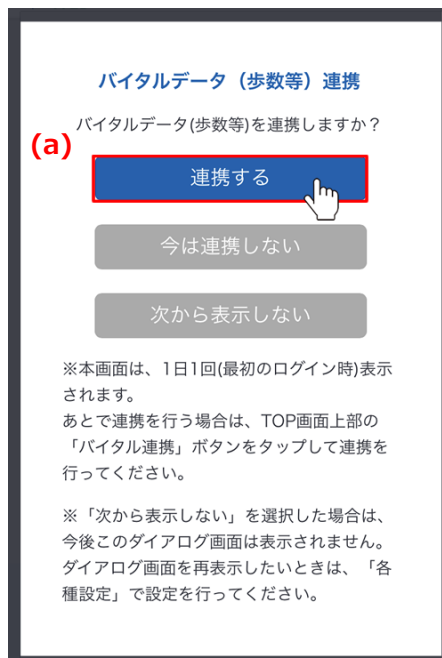 バイタルデータ（歩数等）連携
バイタルデータ(歩数等)を連携しますか？
(a)
連携する
今は連携しない
次から表示しない
※本画面は、1日1回(最初のログイン時)表示
されます。
あとで連携を行う場合は、TOP画面上部の
「バイタル連携」ボタンをタップして連携を
行ってください。
※「次から表示しない」を選択した場合は、
今後このダイアログ画面は表示されません。
ダイアログ画面を再表示したいときは、「各
種設定」で設定を行ってください。